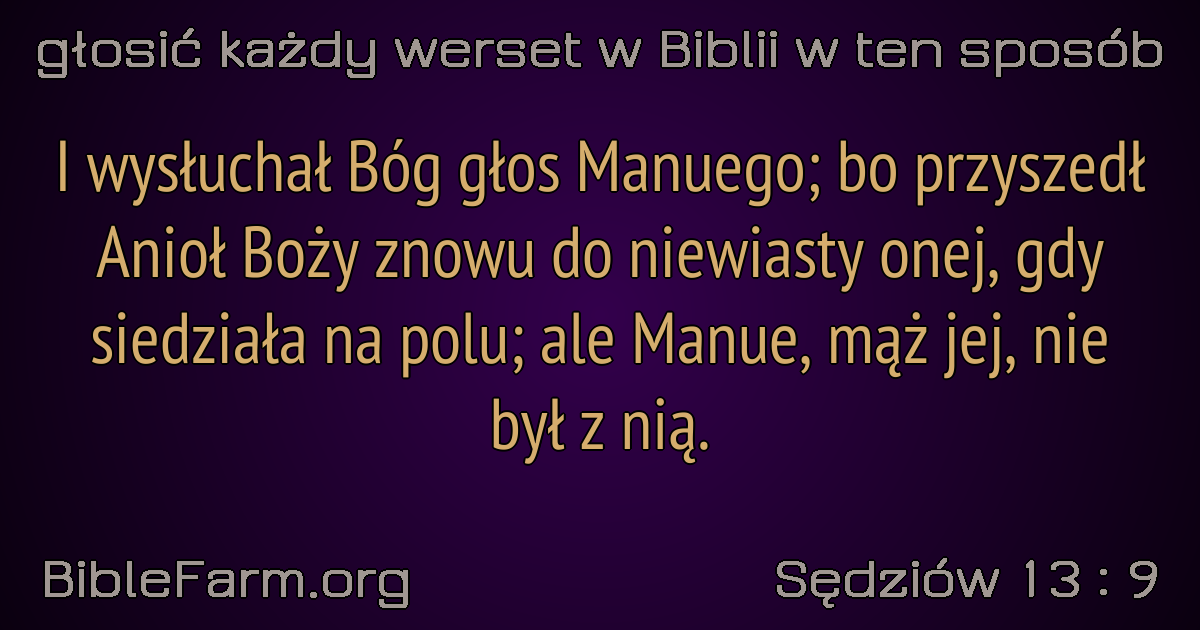 głosić każdy werset w Biblii w ten sposób
I wysłuchał Bóg głos Manuego; bo przyszedł
Anioł Boży znowu do niewiasty onej, gdy
siedziała na polu; ale Manue, mąż jej, nie
był z nią.
BibleFarm.org
Sędziów 13 : 9